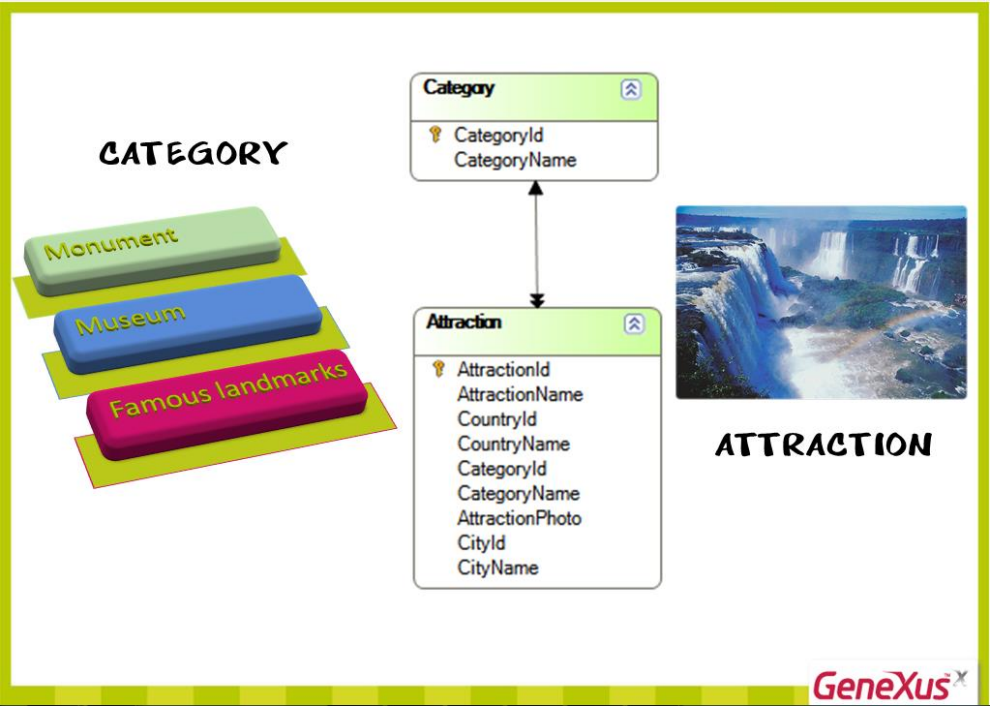 CATEGORY
Monument
Museum
Famous landmarks
Category
CategoryId
CategoryName
Attraction
AttractionId
AttractionName
CountryId
CountryName
CategoryId
CategoryName
AttractionPhoto
CityId
CityName
ATTRACTION
GeneXus X